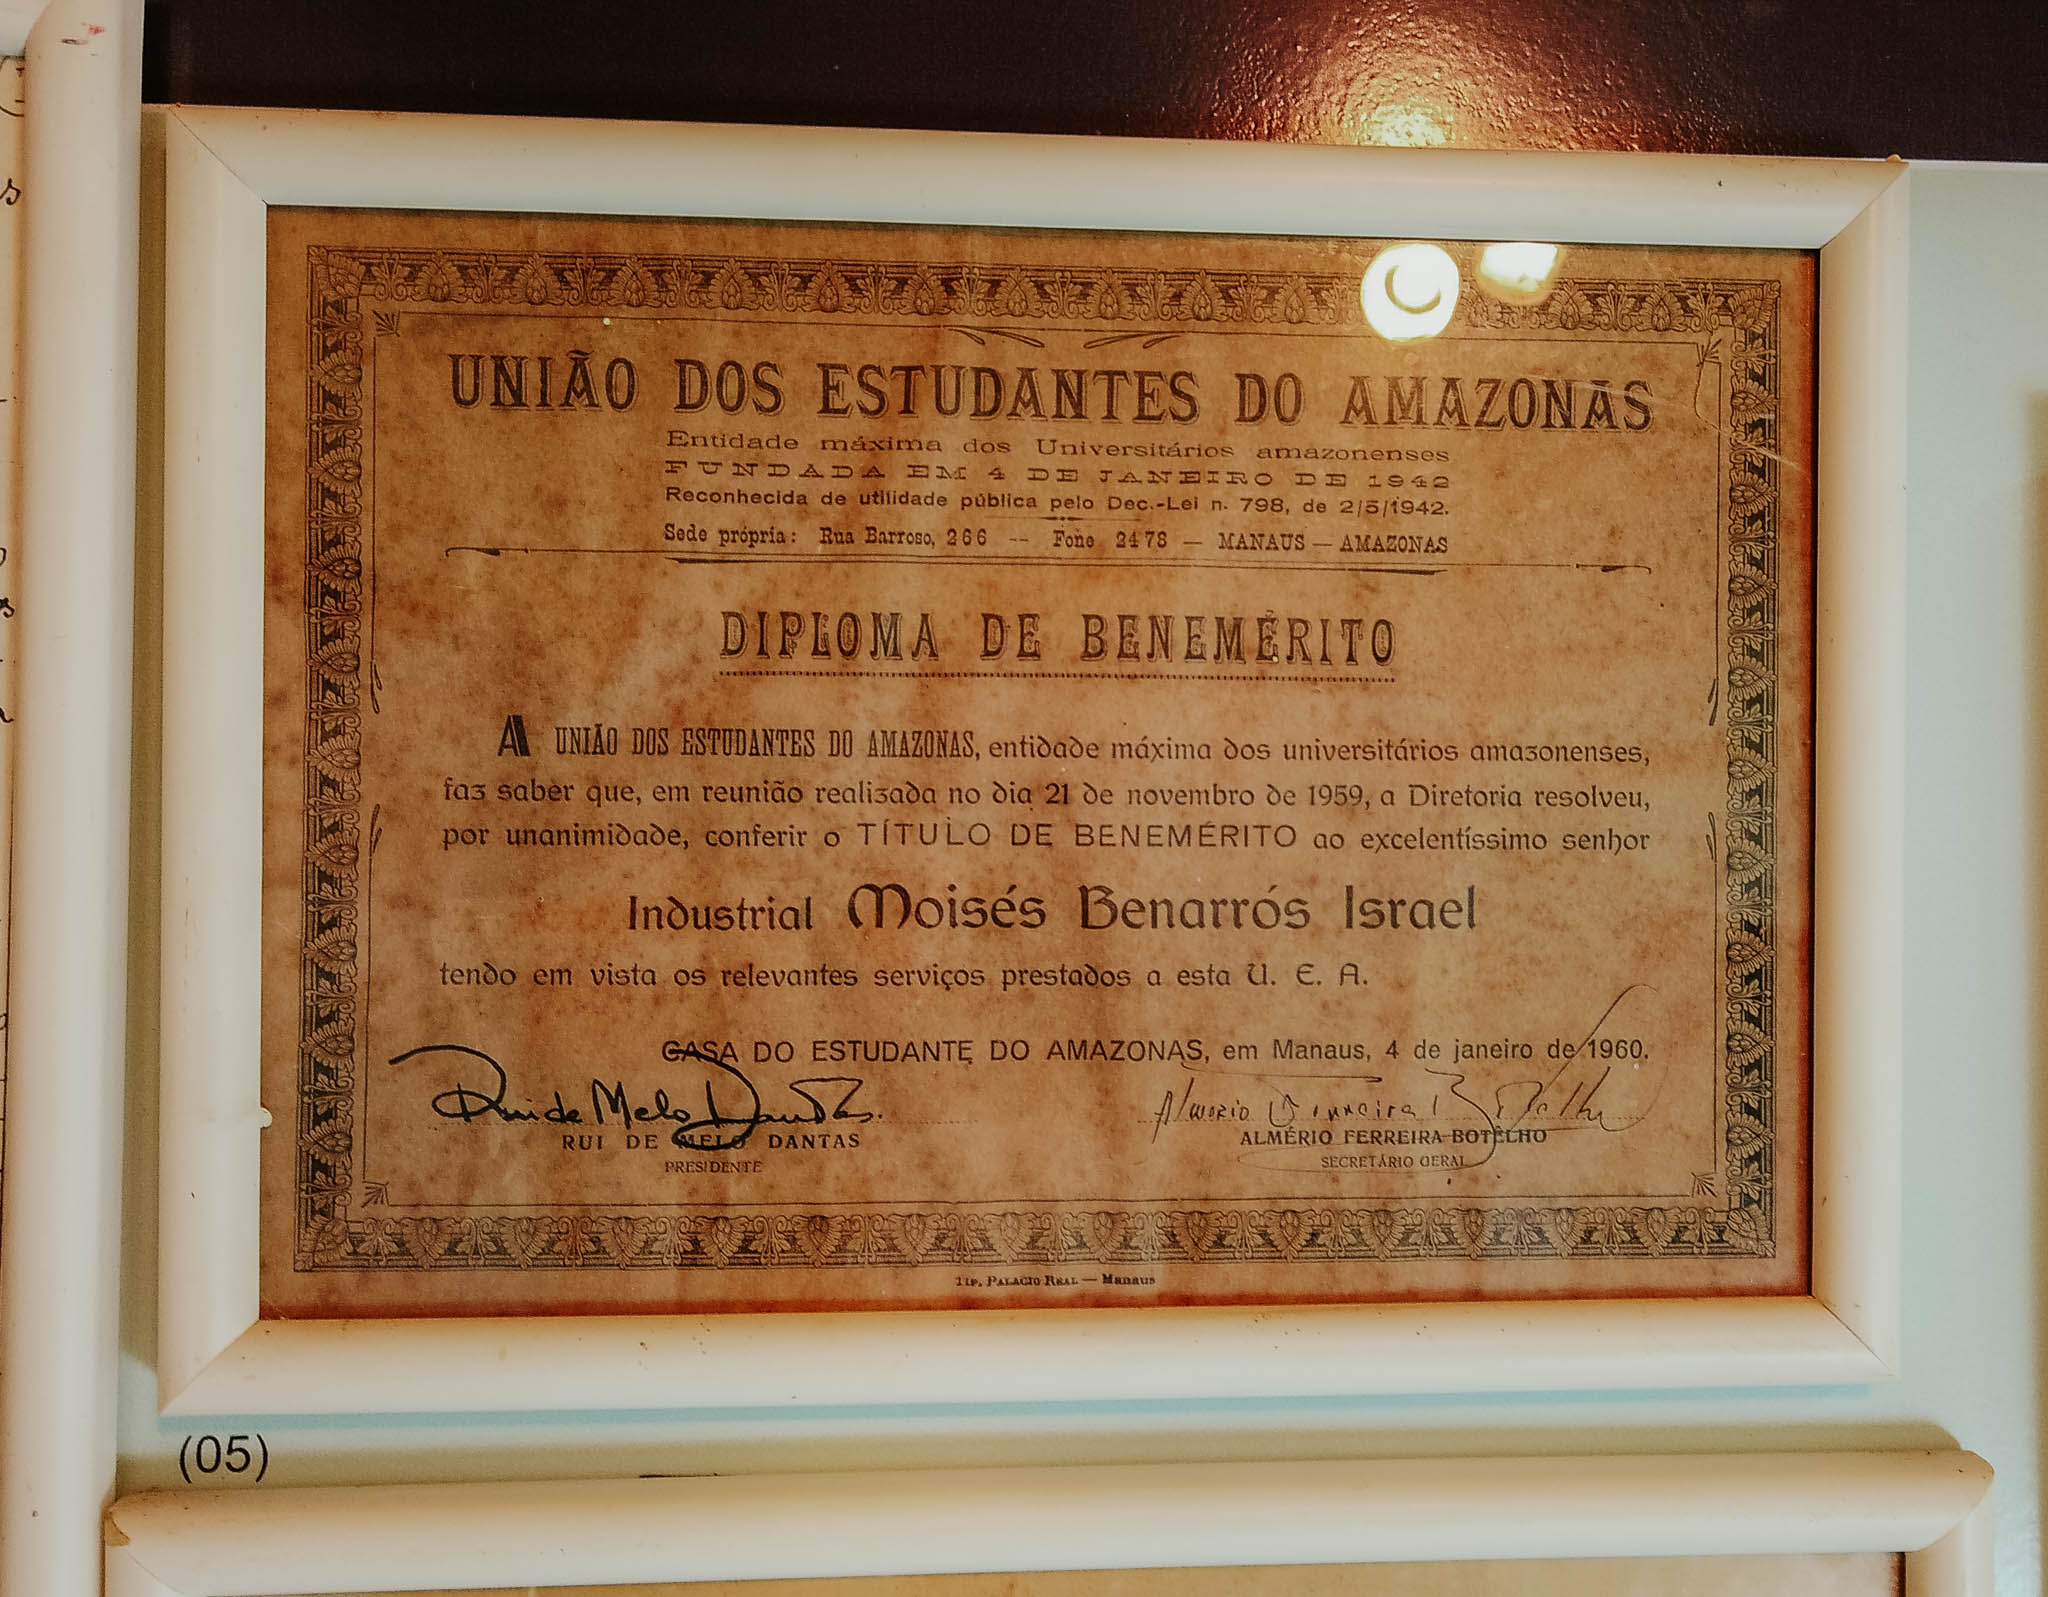 UNIÃO DOS ESTUDANTES DO AMAZONAS
Entidade máxima dos Universitários amazonenses
FUNDADA EM 4 DE JANEIRO DE 1942
Reconhecida de utilidade pública pelo Dec.-Lei n. 798, de 2/5/1942.
Sede própria: Rua Barroso, 266 -- Fone 2478 — MANAUS — AMAZONAS
DIPLOMA DE BENEMÉRITO
A UNIÃO DOS ESTUDANTES DO AMAZONAS, entidade máxima dos universitários amazonenses,
faz saber que, em reunião realizada no dia 21 de novembro de 1959, a Diretoria resolveu,
por unanimidade, conferir o TÍTULO DE BENEMÉRITO ao excelentíssimo senhor
Industrial Moisés Benarrós Israel
tendo em vista os relevantes serviços prestados a esta U. E. A.
CASA DO ESTUDANTE DO AMAZONAS, em Manaus, 4 de janeiro de 1960.
Rui de Melo Dantas.
RUI DE MELO DANTAS
PRESIDENTE
Almério Ferreira Botelho
ALMÉRIO FERREIRA BOTÊLHO
SECRETÁRIO GERAL
TIP. PALACIO REAL — Manaus
(05)